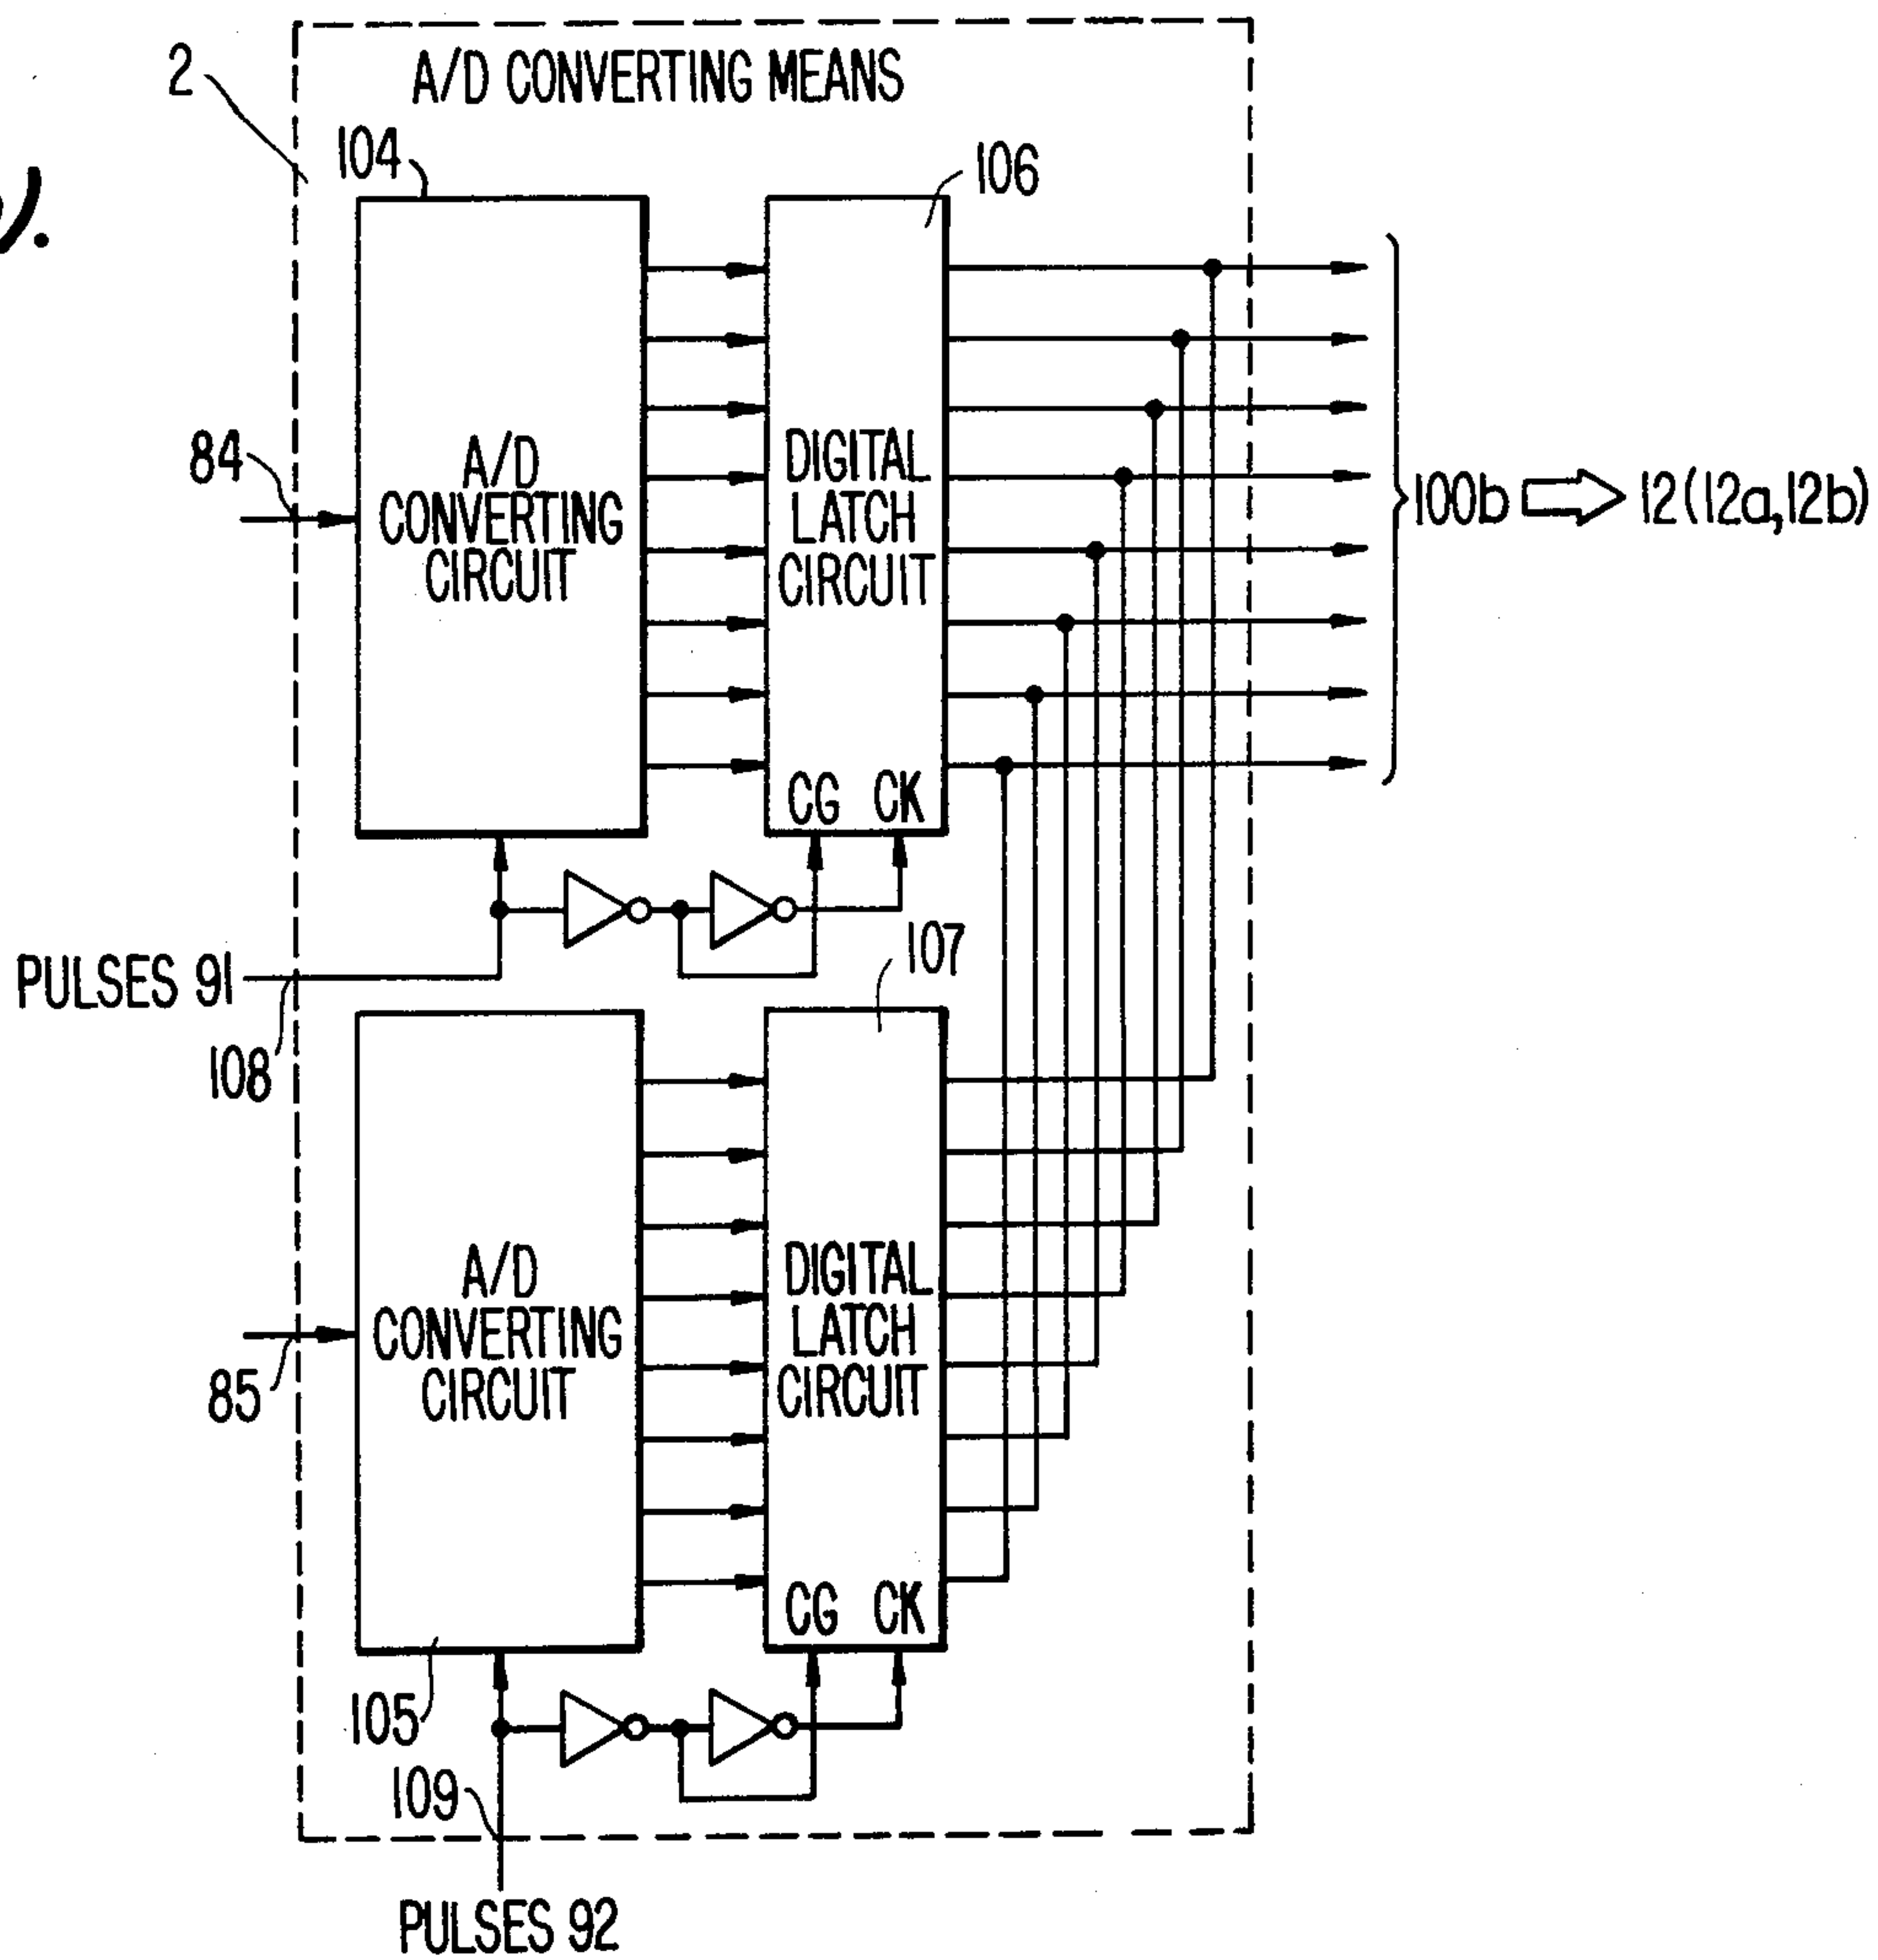 2
A/D CONVERTING MEANS
104
106
84
A/D
CONVERTING
CIRCUIT
DIGITAL
LATCH
CIRCUIT
100b
12(12a,12b)
CG
CK
PULSES 91
107
108
A/D
CONVERTING
CIRCUIT
DIGITAL
LATCH
CIRCUIT
85
CG
CK
105
109
PULSES 92